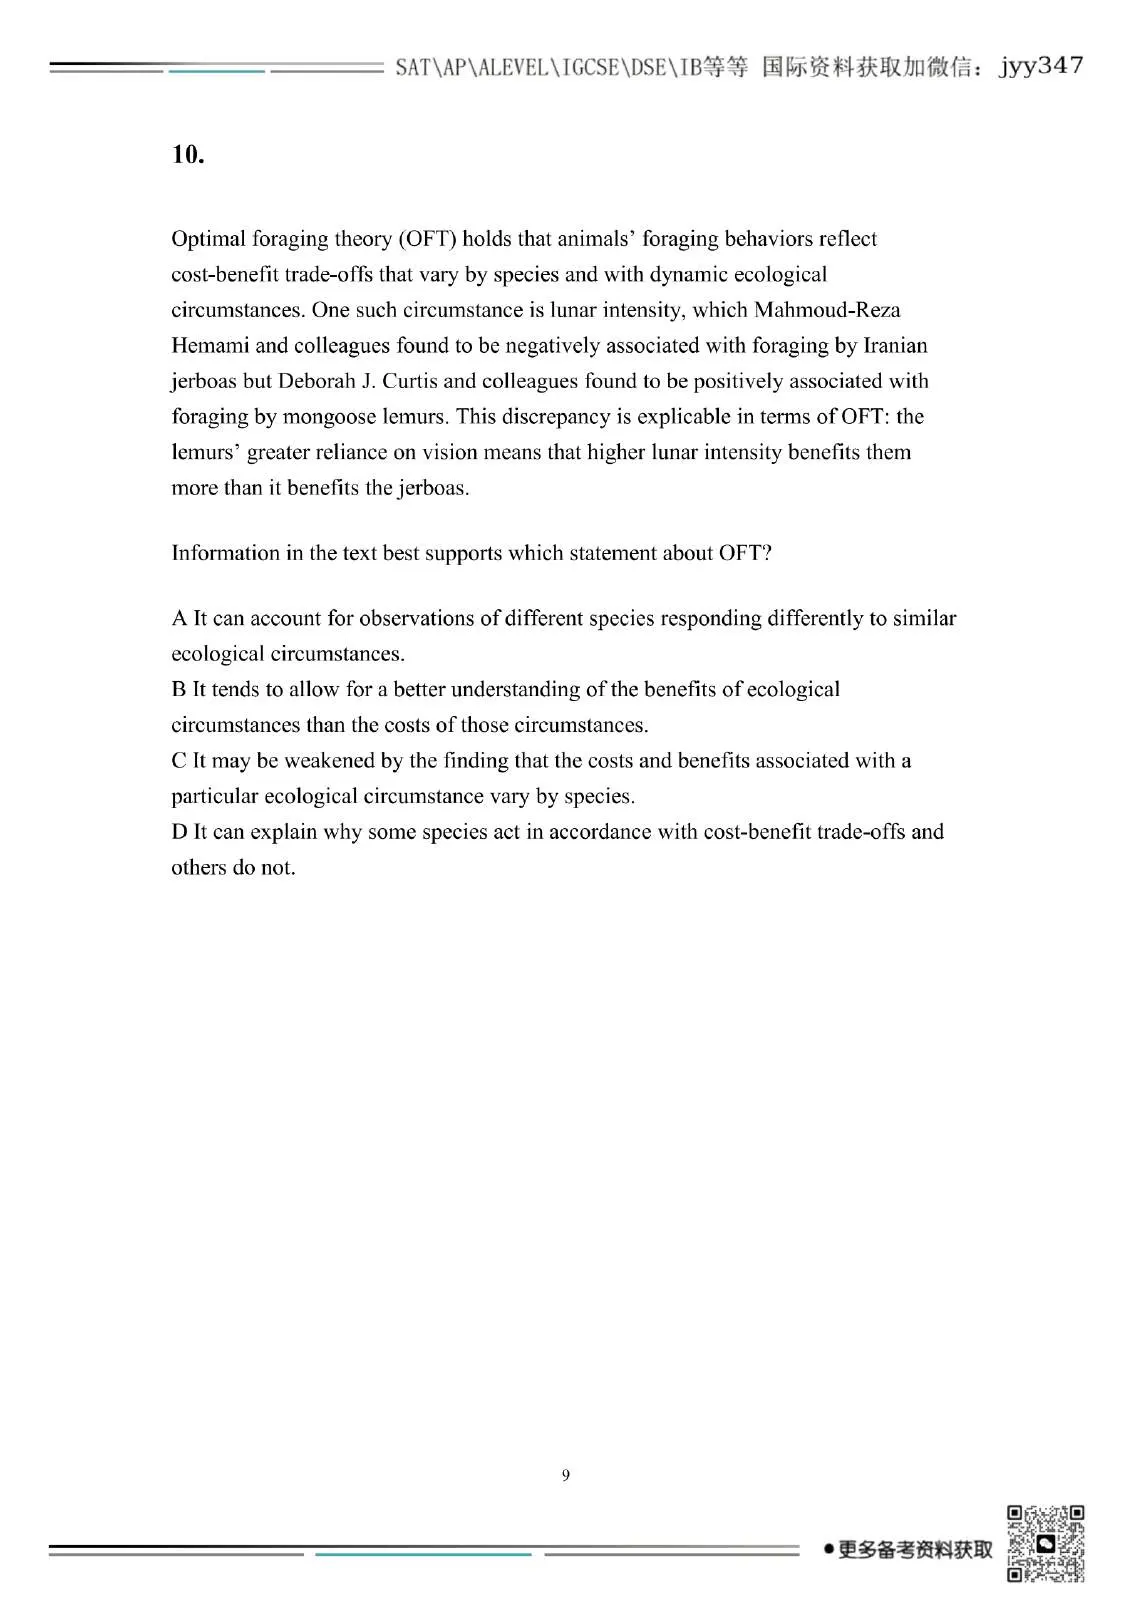 SAT\AP\ALEVEL\IGCSE\DSE\IB等等 国际资料获取加微信：jyy347
10.
Optimal foraging theory (OFT) holds that animals’ foraging behaviors reflect
cost-benefit trade-offs that vary by species and with dynamic ecological
circumstances. One such circumstance is lunar intensity, which Mahmoud-Reza
Hemami and colleagues found to be negatively associated with foraging by Iranian
jerboas but Deborah J. Curtis and colleagues found to be positively associated with
foraging by mongoose lemurs. This discrepancy is explicable in terms of OFT: the
lemurs’ greater reliance on vision means that higher lunar intensity benefits them
more than it benefits the jerboas.
Information in the text best supports which statement about OFT?
A It can account for observations of different species responding differently to similar
ecological circumstances.
B It tends to allow for a better understanding of the benefits of ecological
circumstances than the costs of those circumstances.
C It may be weakened by the finding that the costs and benefits associated with a
particular ecological circumstance vary by species.
D It can explain why some species act in accordance with cost-benefit trade-offs and
others do not.
9
●更多备考资料获取